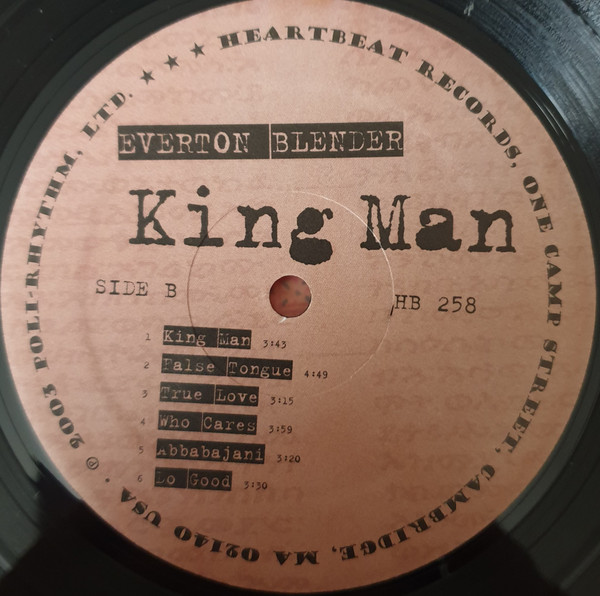 ★ ★ ★ HEARTBEAT RECORDS, ONE CAMP STREET, CAMBRIDGE, MA 02140 USA · ℗ 2003 POLI-RHYTHM, LTD.
EVERTON BLENDER
King Man
SIDE B
HB 258
1 King Man 3:43
2 False Tongue 4:49
3 True Love 3:15
4 Who Cares 3:59
5 Abbabajani 3:20
6 Do Good 3:30